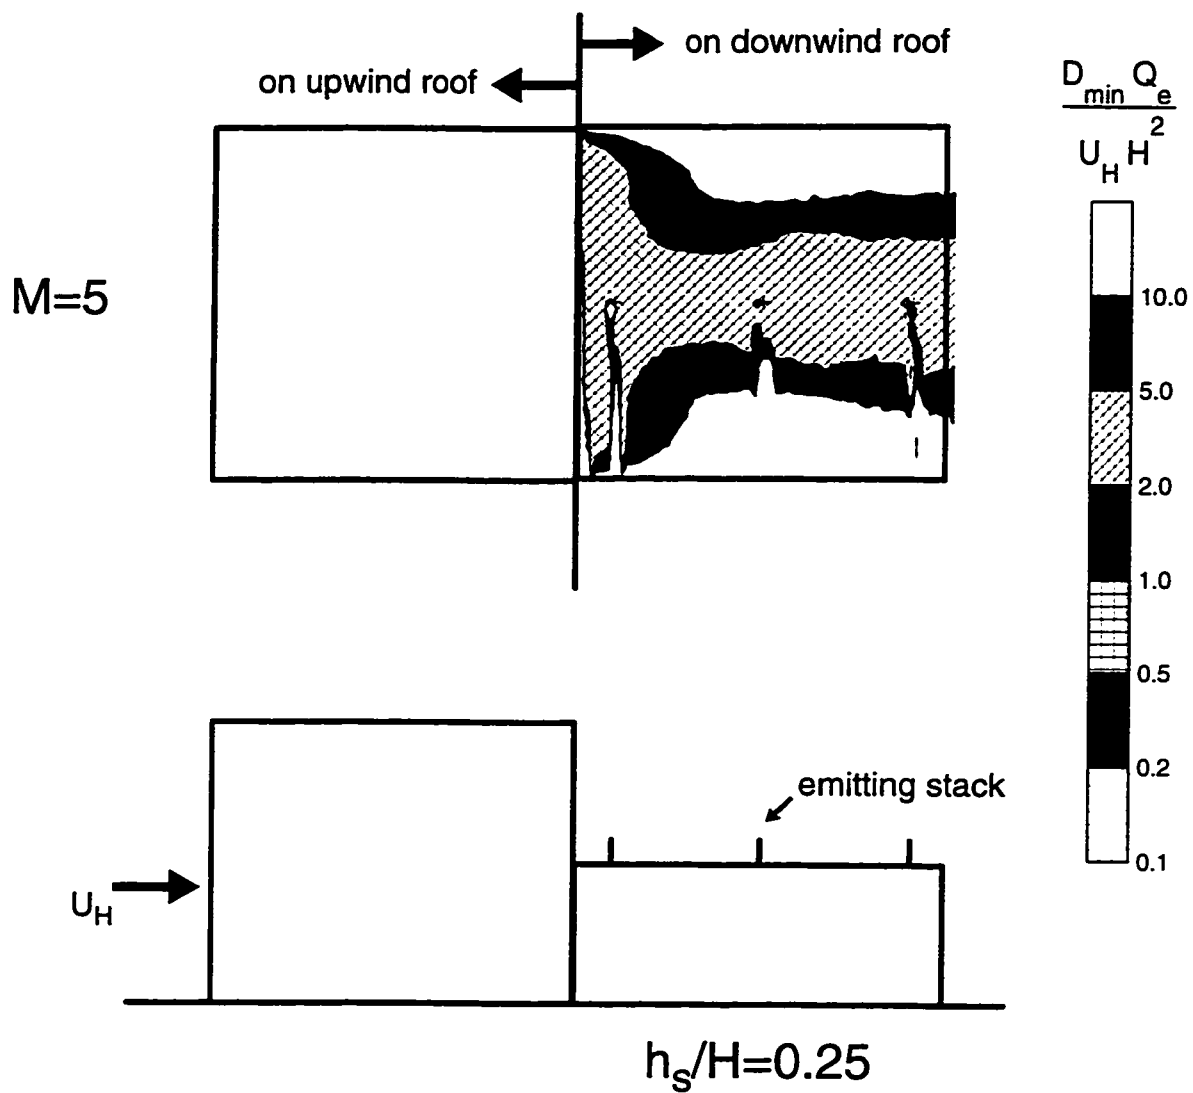 on downwind roof
on upwind roof
D_min Q_e
U_H H^2
M=5
10.0
5.0
2.0
1.0
0.5
0.2
0.1
emitting stack
U_H
h_s/H=0.25